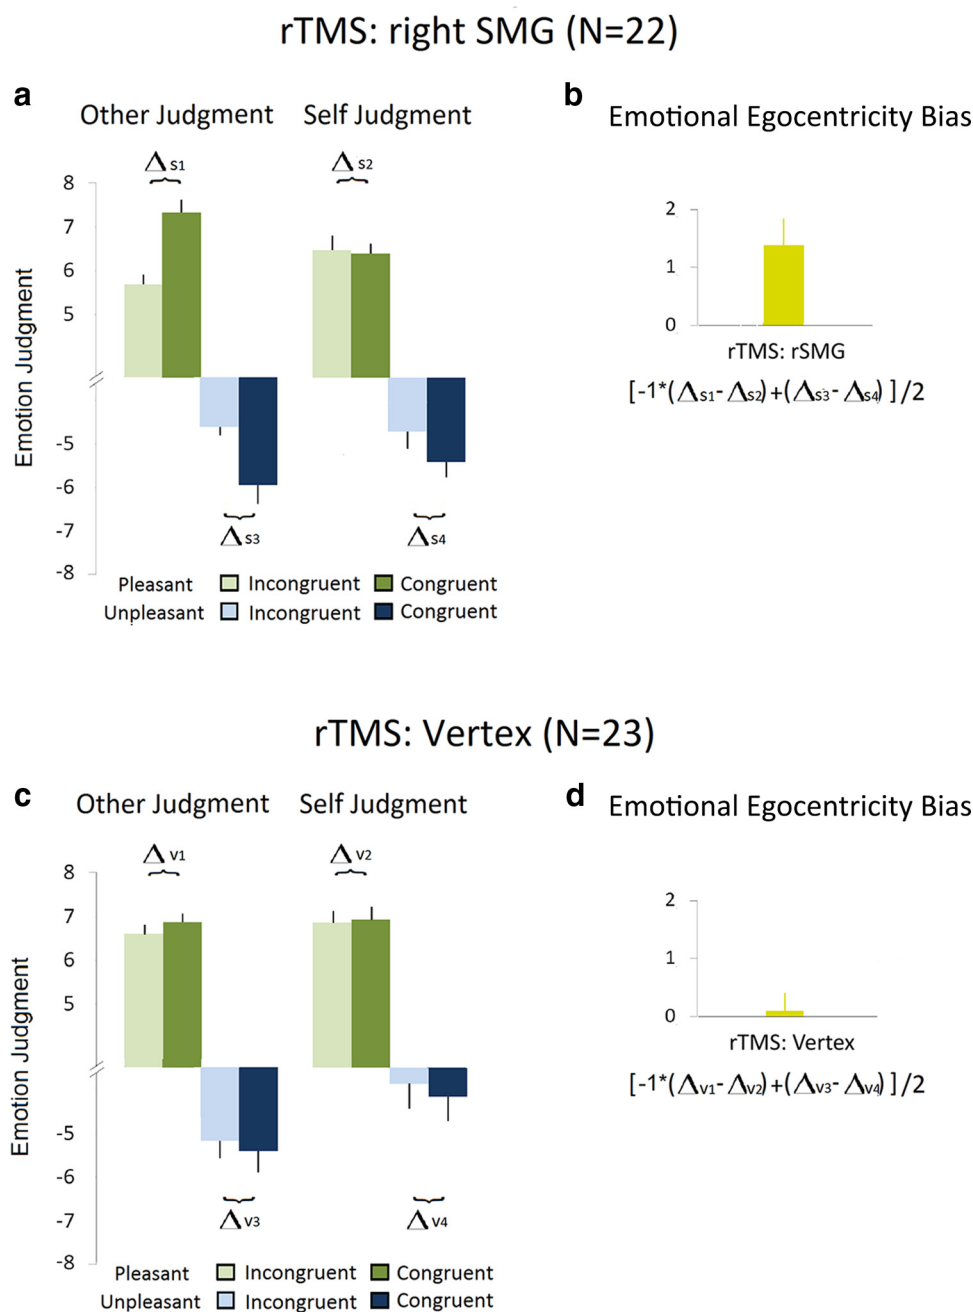 rTMS: right SMG (N=22)
a
Other Judgment Self Judgment
Δs1 Δs2
8
7
6
5
Emotion Judgment
-5
-6
-7
-8
Δs3 Δs4
Pleasant Incongruent Congruent
Unpleasant Incongruent Congruent
b
Emotional Egocentricity Bias
2
1
0
rTMS: rSMG
[-1*(Δs1-Δs2)+(Δs3-Δs4)]/2
rTMS: Vertex (N=23)
c
Other Judgment Self Judgment
Δv1 Δv2
8
7
6
5
Emotion Judgment
-5
-6
-7
-8
Δv3 Δv4
Pleasant Incongruent Congruent
Unpleasant Incongruent Congruent
d
Emotional Egocentricity Bias
2
1
0
rTMS: Vertex
[-1*(Δv1-Δv2)+(Δv3-Δv4)]/2